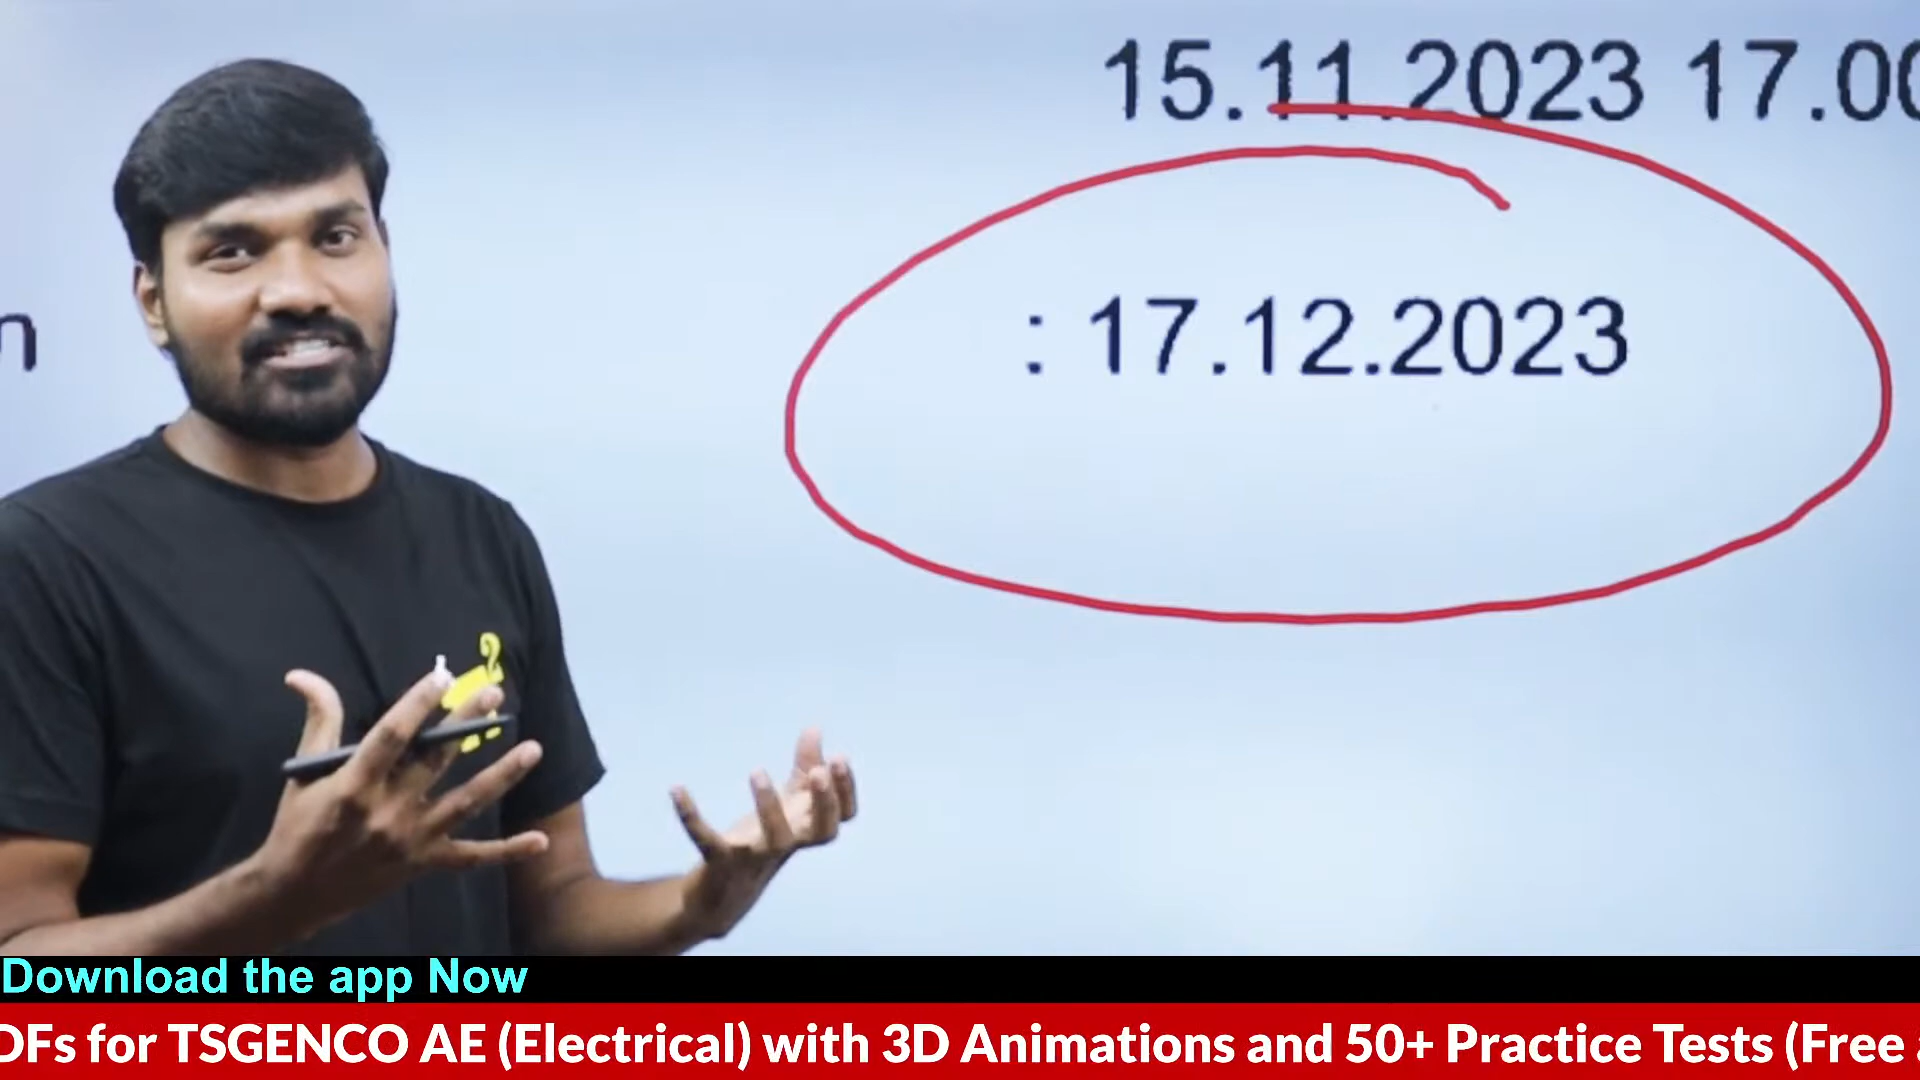 15.11.2023 17.00
n
: 17.12.2023
2
Download the app Now
DFs for TSGENCO AE (Electrical) with 3D Animations and 50+ Practice Tests (Free a